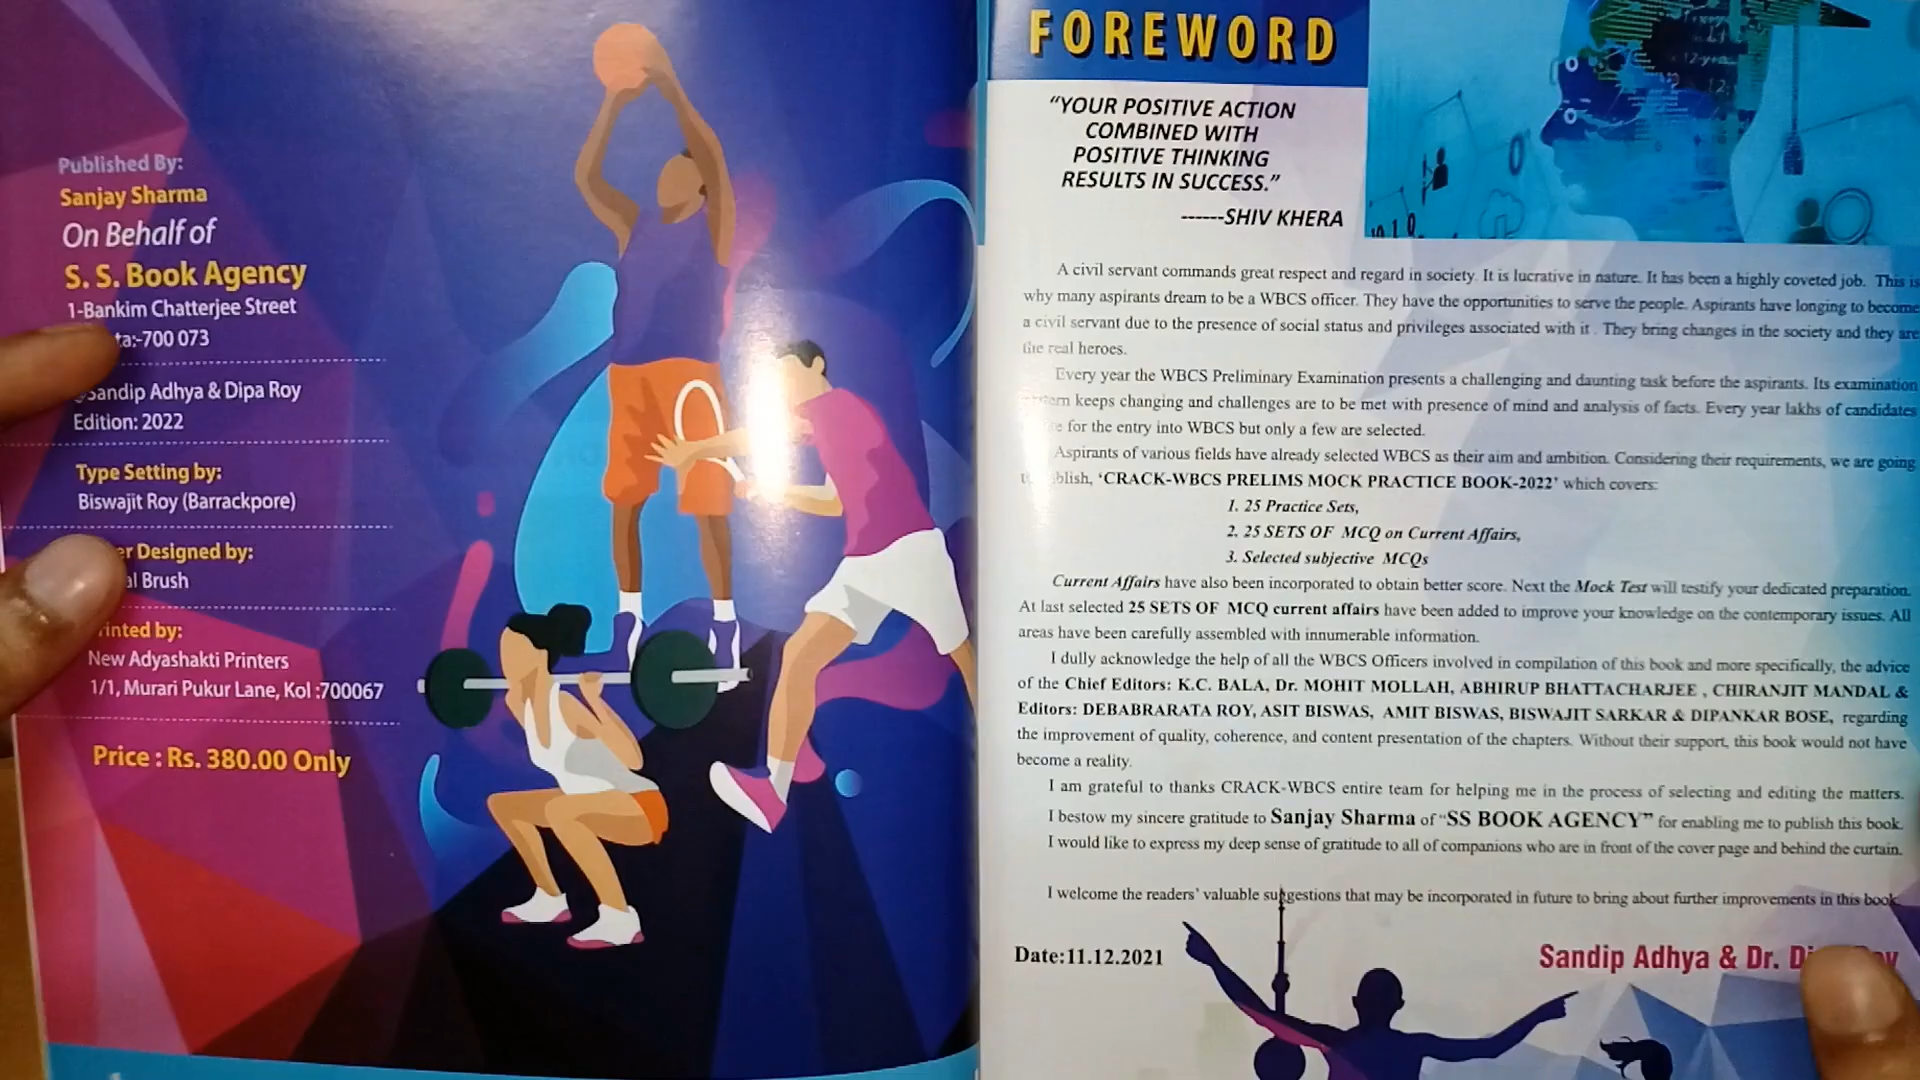 Published By:
Sanjay Sharma
On Behalf of
S. S. Book Agency
1-Bankim Chatterjee Street
ta:-700 073
Sandip Adhya & Dipa Roy
Edition: 2022
Type Setting by:
Biswajit Roy (Barrackpore)
er Designed by:
al Brush
rinted by:
New Adyashakti Printers
1/1, Murari Pukur Lane, Kol :700067
Price : Rs. 380.00 Only
FOREWORD
“YOUR POSITIVE ACTION
COMBINED WITH
POSITIVE THINKING
RESULTS IN SUCCESS.”
------SHIV KHERA
A civil servant commands great respect and regard in society. It is lucrative in nature. It has been a highly coveted job. This is
why many aspirants dream to be a WBCS officer. They have the opportunities to serve the people. Aspirants have longing to become
a civil servant due to the presence of social status and privileges associated with it . They bring changes in the society and they are
the real heroes.
Every year the WBCS Preliminary Examination presents a challenging and daunting task before the aspirants. Its examination
keeps changing and challenges are to be met with presence of mind and analysis of facts. Every year lakhs of candidates
for the entry into WBCS but only a few are selected.
Aspirants of various fields have already selected WBCS as their aim and ambition. Considering their requirements, we are going
blish, ‘CRACK-WBCS PRELIMS MOCK PRACTICE BOOK-2022’ which covers:
1. 25 Practice Sets,
2. 25 SETS OF MCQ on Current Affairs,
3. Selected subjective MCQs
Current Affairs have also been incorporated to obtain better score. Next the Mock Test will testify your dedicated preparation.
At last selected 25 SETS OF MCQ current affairs have been added to improve your knowledge on the contemporary issues. All
areas have been carefully assembled with innumerable information.
I dully acknowledge the help of all the WBCS Officers involved in compilation of this book and more specifically, the advice
of the Chief Editors: K.C. BALA, Dr. MOHIT MOLLAH, ABHIRUP BHATTACHARJEE , CHIRANJIT MANDAL &
Editors: DEBABRARATA ROY, ASIT BISWAS, AMIT BISWAS, BISWAJIT SARKAR & DIPANKAR BOSE, regarding
the improvement of quality, coherence, and content presentation of the chapters. Without their support, this book would not have
become a reality.
I am grateful to thanks CRACK-WBCS entire team for helping me in the process of selecting and editing the matters.
I bestow my sincere gratitude to Sanjay Sharma of “SS BOOK AGENCY” for enabling me to publish this book.
I would like to express my deep sense of gratitude to all of companions who are in front of the cover page and behind the curtain.
I welcome the readers’ valuable suggestions that may be incorporated in future to bring about further improvements in this book.
Date:11.12.2021
Sandip Adhya & Dr.